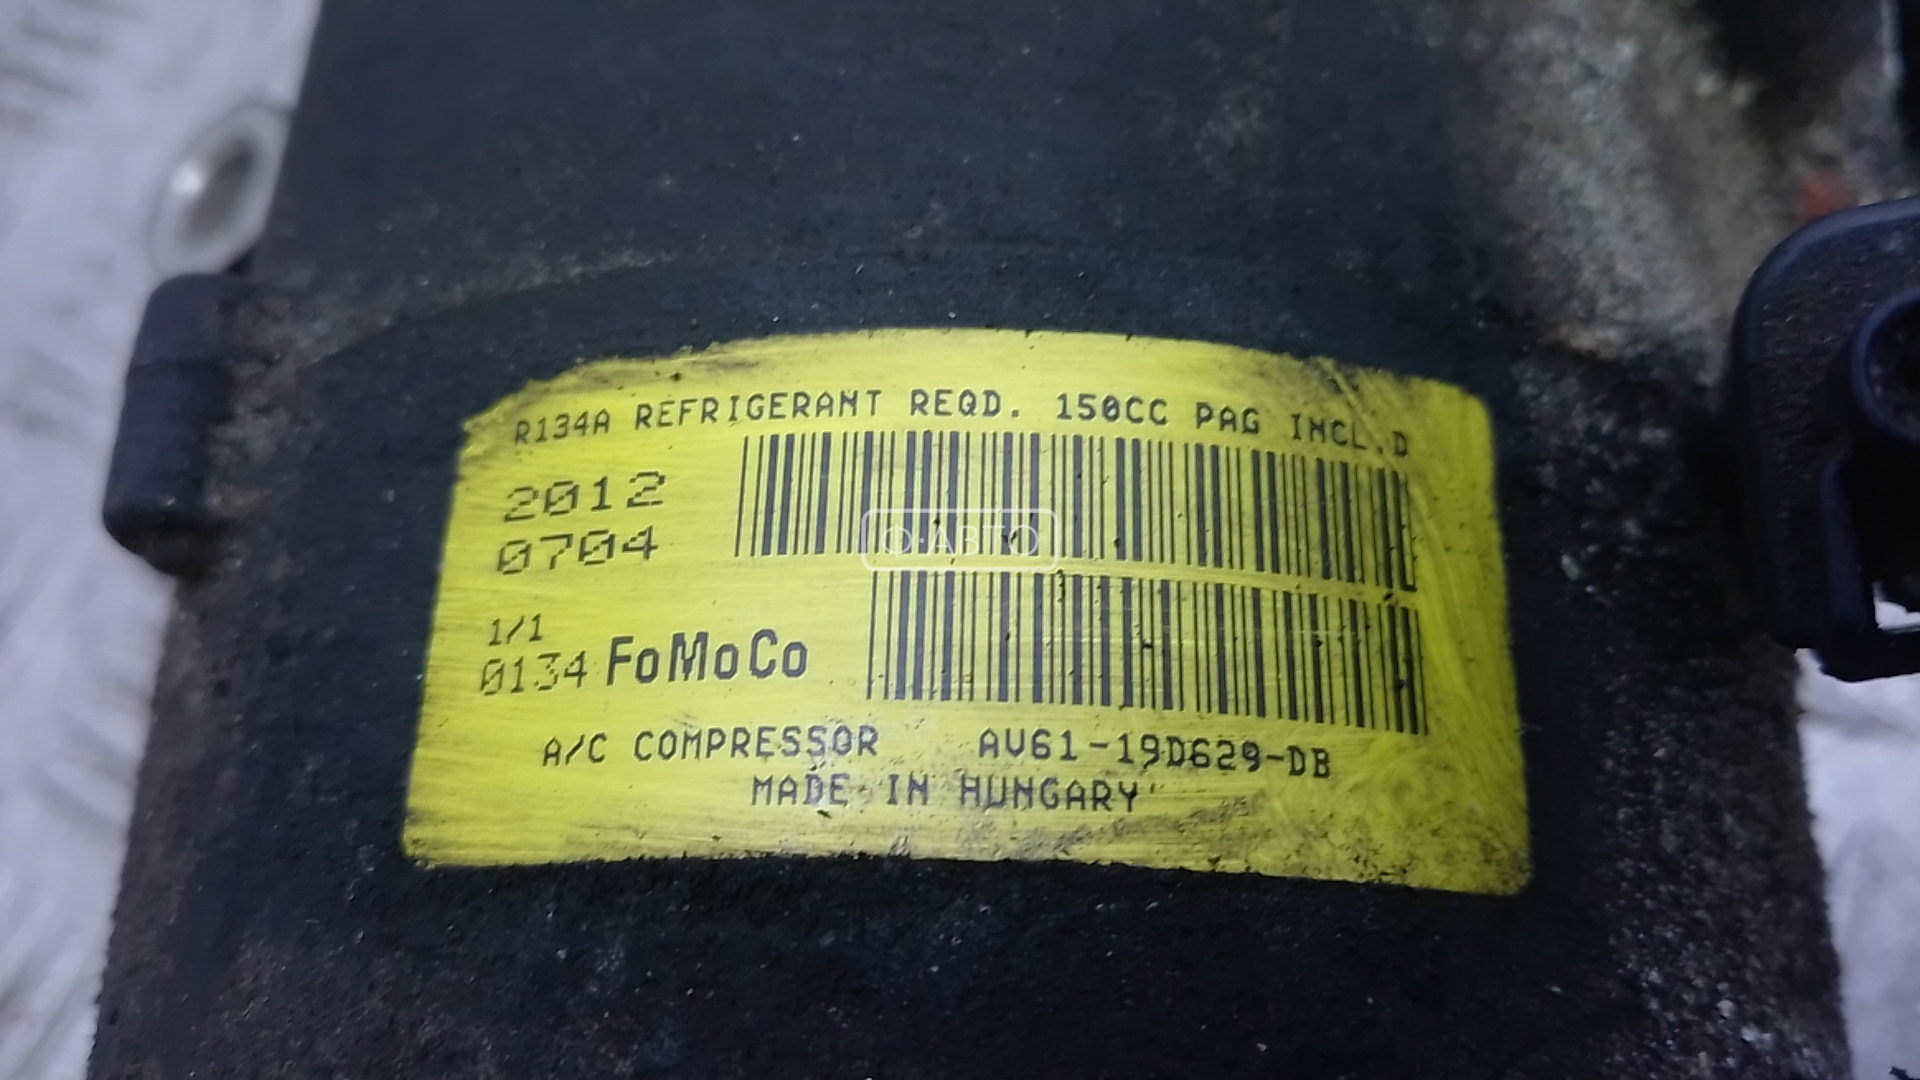 R134A REFRIGERANT REQD. 150CC PAG INCL.D
2012
0704
Ф·АВТО
1/1
0134 FoMoCo
A/C COMPRESSOR AV61-19D629-DB
MADE IN HUNGARY